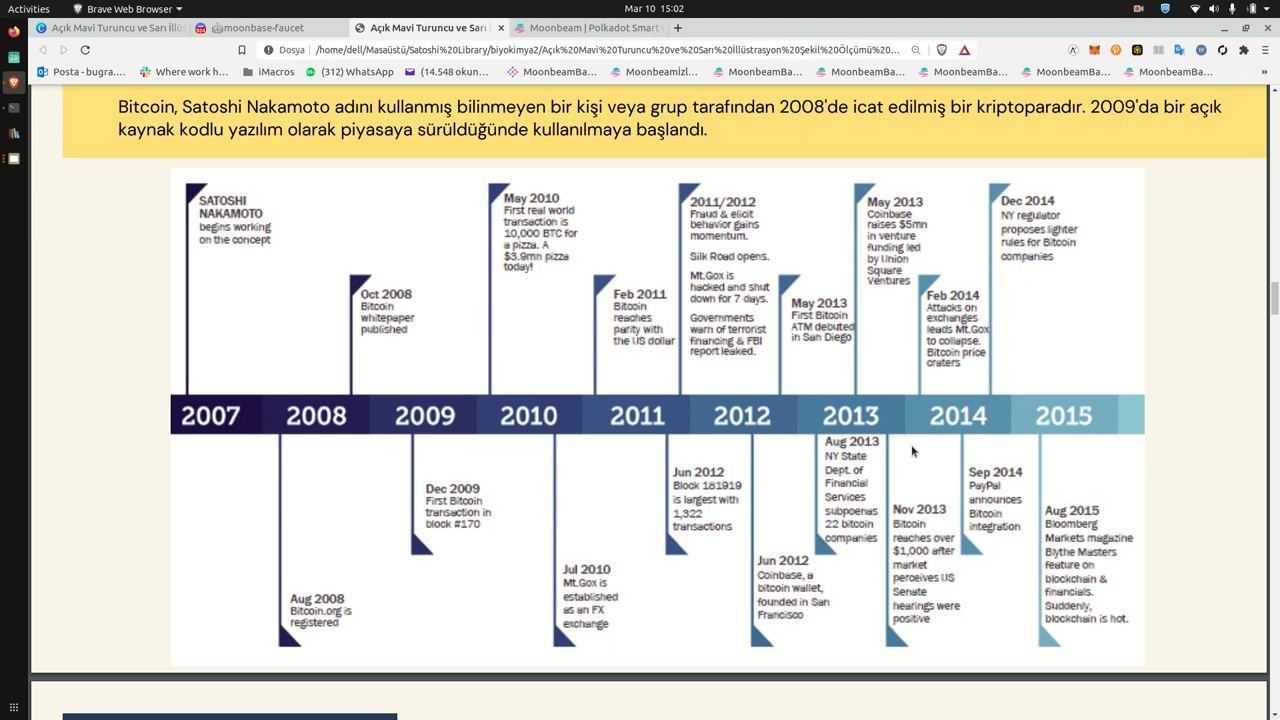 Activities
Brave Web Browser
Mar 10 15:02
Açık Mavi Turuncu ve Sarı İllüs
moonbase-faucet
Açık Mavi Turuncu ve Sarı
Moonbeam | Polkadot Smart
Dosya
/home/dell/Masaüstü/Satoshi%20Library/biyokimya2/Açık%20Mavi%20Turuncu%20ve%20Sarı%20İllüstrasyon%20Şekil%20Ölçümü%20...
Posta - bugra....
Where work h...
iMacros
(312) WhatsApp
(14.548 okun...
MoonbeamBa...
Moonbeamİzl...
MoonbeamBa...
MoonbeamBa...
MoonbeamBa...
MoonbeamBa...
MoonbeamBa...
Bitcoin, Satoshi Nakamoto adını kullanmış bilinmeyen bir kişi veya grup tarafından 2008'de icat edilmiş bir kriptoparadır. 2009'da bir açık
kaynak kodlu yazılım olarak piyasaya sürüldüğünde kullanılmaya başlandı.
SATOSHI
NAKAMOTO
begins working
on the concept
Oct 2008
Bitcoin
whitepaper
published
May 2010
First real world
transaction is
10,000 BTC for
a pizza. A
$3.9mn pizza
today!
Feb 2011
Bitcoin
reaches
parity with
the US dollar
2011/2012
Fraud & elicit
behavior gains
momentum.
Silk Road opens.
Mt.Gox is
hacked and shut
down for 7 days.
Governments
warn of terrorist
financing & FBI
report leaked.
May 2013
First Bitcoin
ATM debuted
in San Diego
May 2013
Coinbase
raises $5mn
in venture
funding led
by Union
Square
Ventures
Feb 2014
Attacks on
exchanges
leads Mt.Gox
to collapse.
Bitcoin price
craters
Dec 2014
NY regulator
proposes lighter
rules for Bitcoin
companies
2007 2008 2009 2010 2011 2012 2013 2014 2015
Aug 2008
Bitcoin.org is
registered
Dec 2009
First Bitcoin
transaction in
block #170
Jul 2010
Mt.Gox is
established
as an FX
exchange
Jun 2012
Block 181919
is largest with
1,322
transactions
Jun 2012
Coinbase, a
bitcoin wallet,
founded in San
Francisco
Aug 2013
NY State
Dept. of
Financial
Services
subpoenas
22 bitcoin
companies
Nov 2013
Bitcoin
reaches over
$1,000 after
market
perceives US
Senate
hearings were
positive
Sep 2014
PayPal
announces
Bitcoin
integration
Aug 2015
Bloomberg
Markets magazine
Blythe Masters
feature on
blockchain &
financials.
Suddenly,
blockchain is hot.